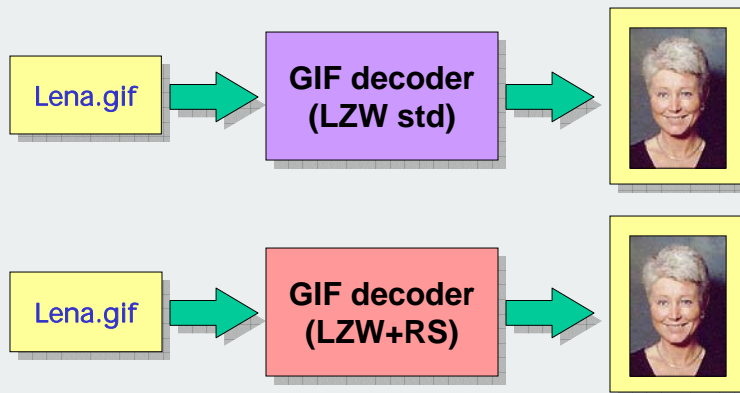 Lena.gif
GIF decoder
(LZW std)
Lena.gif
GIF decoder
(LZW+RS)